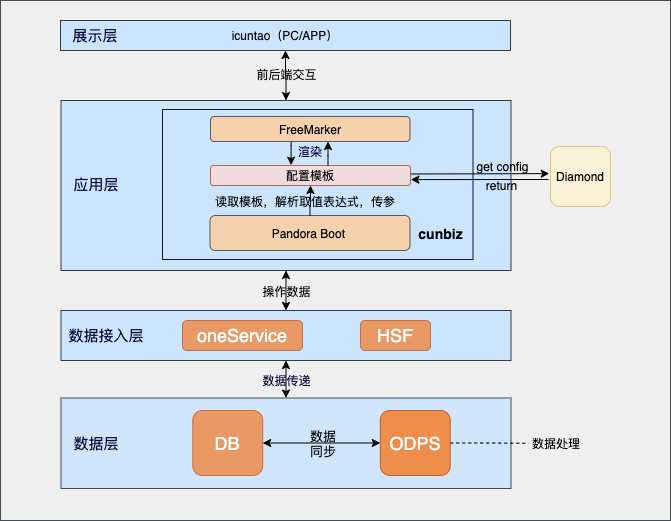 展示层
icuntao（PC/APP）
前后端交互
应用层
FreeMarker
渲染
配置模板
get config
return
Diamond
读取模板，解析取值表达式，传参
Pandora Boot
cunbiz
操作数据
数据接入层
oneService
HSF
数据传递
数据层
DB
数据
同步
ODPS
数据处理